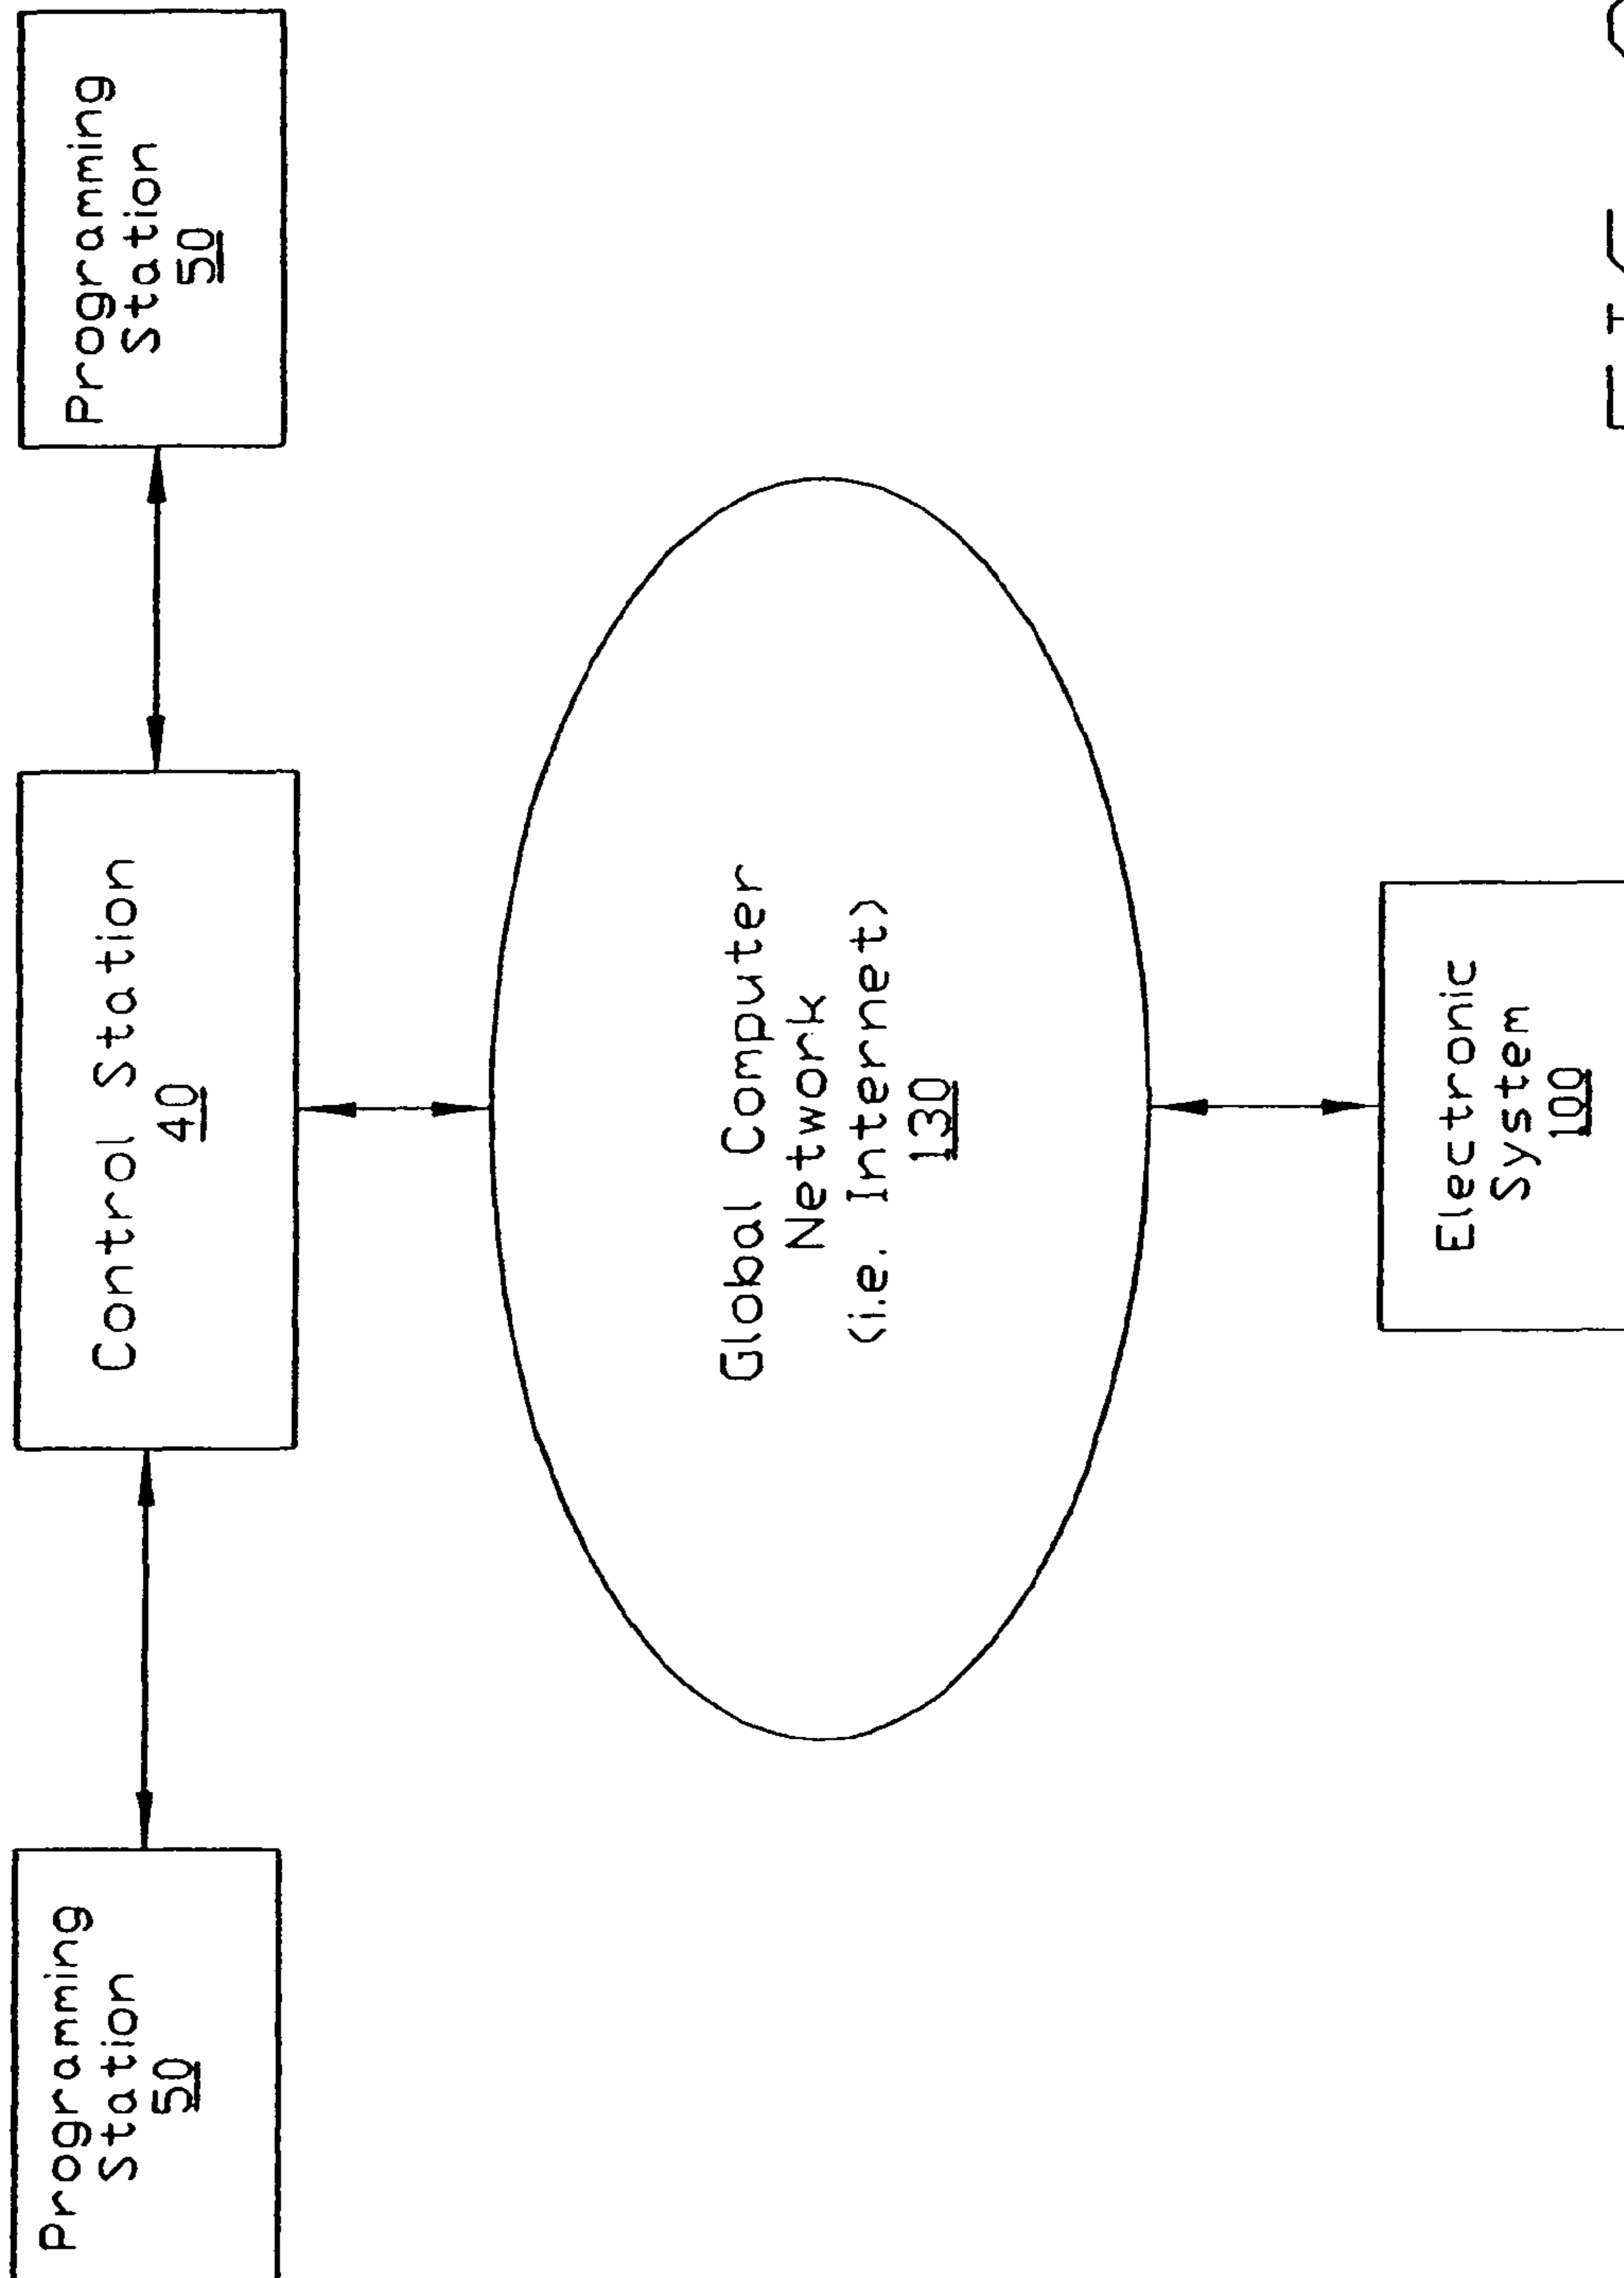 Programming
Station
50
Control Station
40
Programming
Station
50
Global Computer
Network
(i.e. Internet)
130
Electronic
System
100